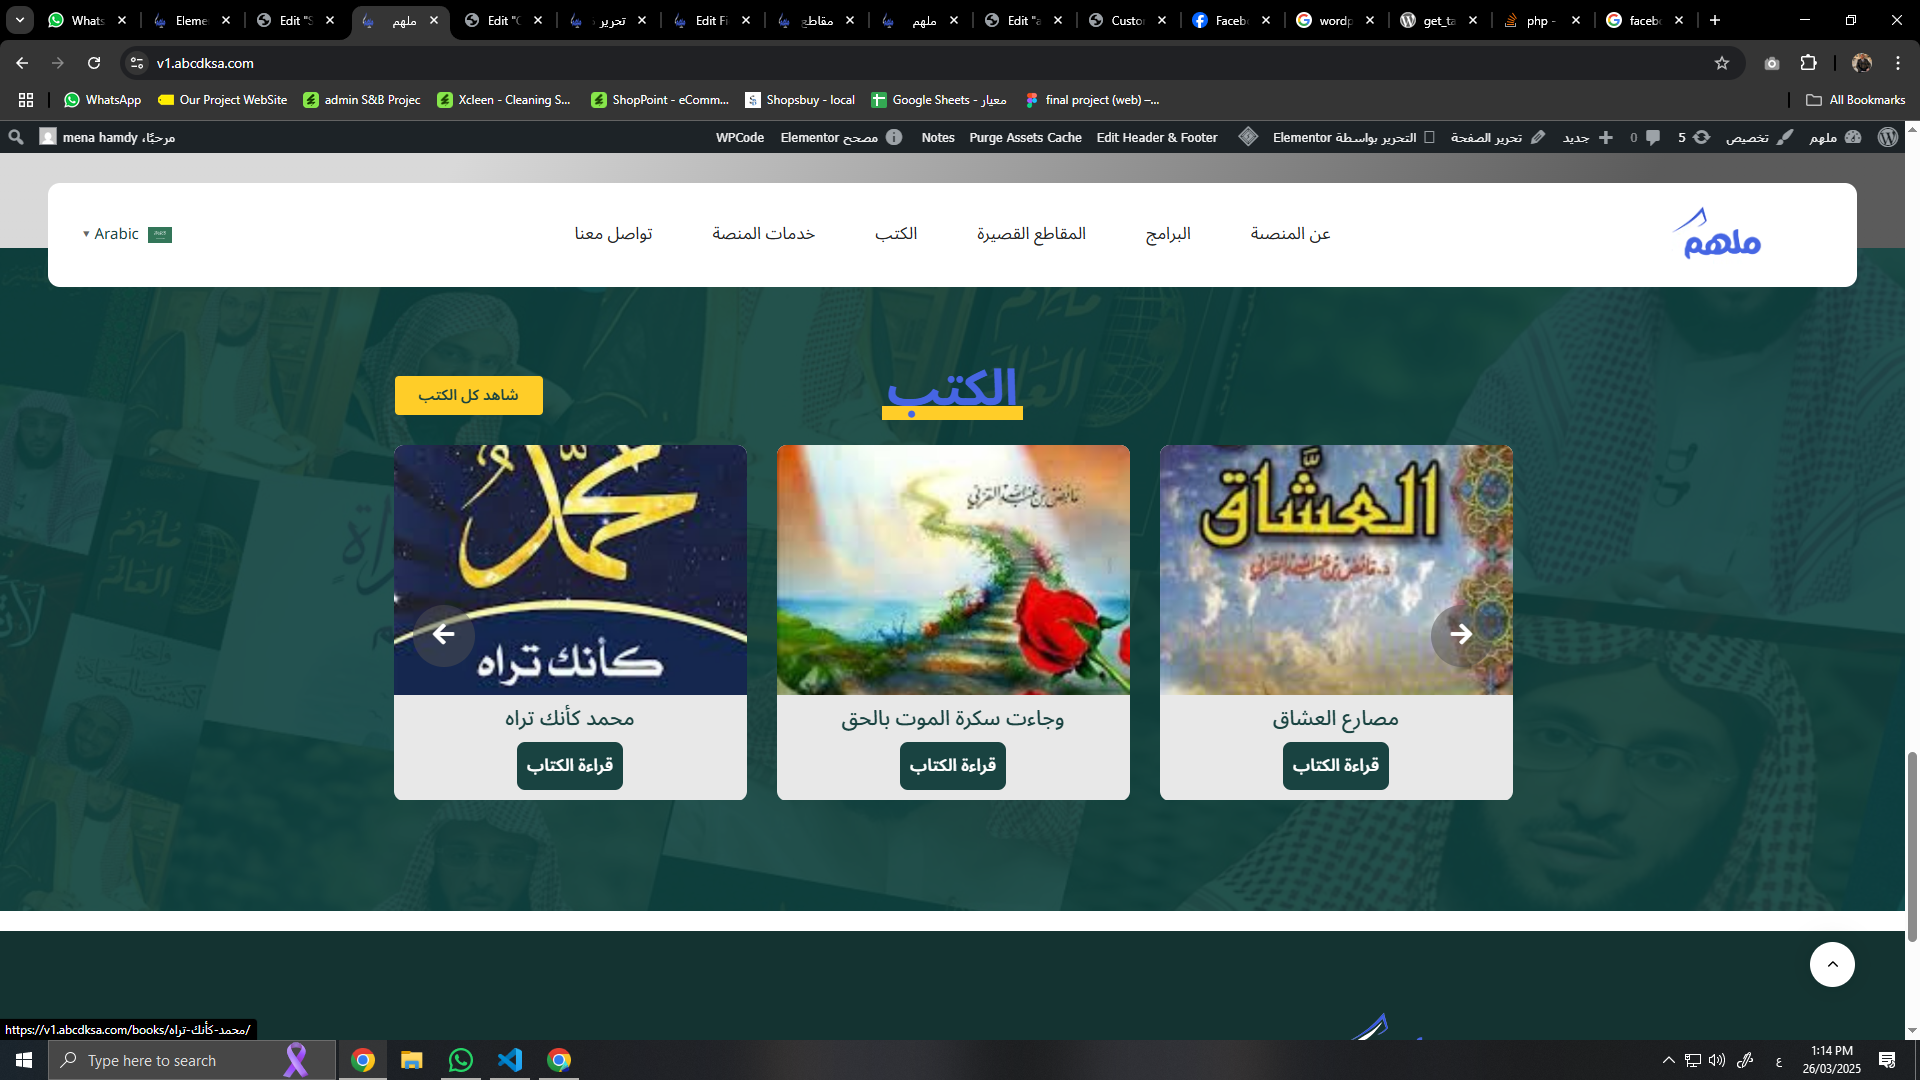 Whats
Eleme
Edit "S
ملهم
Edit "C
تحرير
Edit Fi
مقاطع
ملهم
Edit "a
Custo
Faceb
wordp
get_ta
php -
faceb
v1.abcdksa.com
WhatsApp
Our Project WebSite
admin S&B Projec
Xcleen - Cleaning S...
ShopPoint - eComm...
Shopsbuy - local
Google Sheets - معيار
final project (web) –...
All Bookmarks
مرحبًا، mena hamdy
WPCode
مصحح Elementor
Notes
Purge Assets Cache
Edit Header & Footer
التحرير بواسطة Elementor
تحرير الصفحة
جديد
0
5
تخصيص
ملهم
ملهم
عن المنصة
البرامج
المقاطع القصيرة
الكتب
خدمات المنصة
تواصل معنا
Arabic
الكتب
شاهد كل الكتب
العشَّاق
د. عائض بن عبد الله القرني
عائض بن عبد الله القرني
محمد
كأنك تراه
مصارع العشاق
وجاءت سكرة الموت بالحق
محمد كأنك تراه
قراءة الكتاب
قراءة الكتاب
قراءة الكتاب
https://v1.abcdksa.com/books/محمد-كأنك-تراه/
Type here to search
ع
1:14 PM
26/03/2025